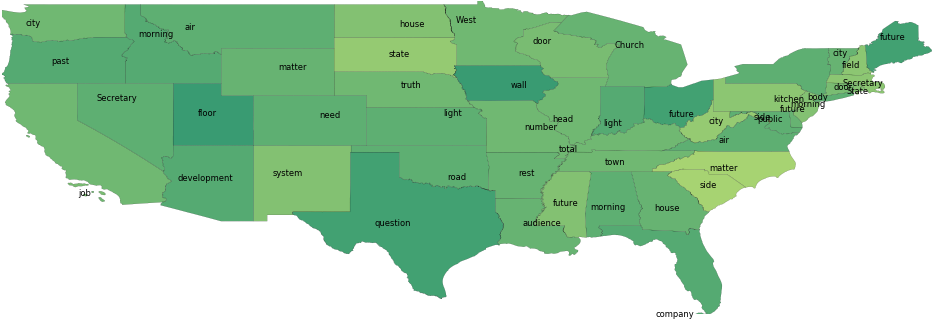 city
morning
air
house
West
door
Church
city
future
past
matter
state
truth
wall
field
Secretary
door
State
Secretary
floor
need
light
number
head
light
future
city
kitchen
body
morning
future
side
public
air
total
job
development
system
road
rest
town
matter
side
question
audience
future
morning
house
company